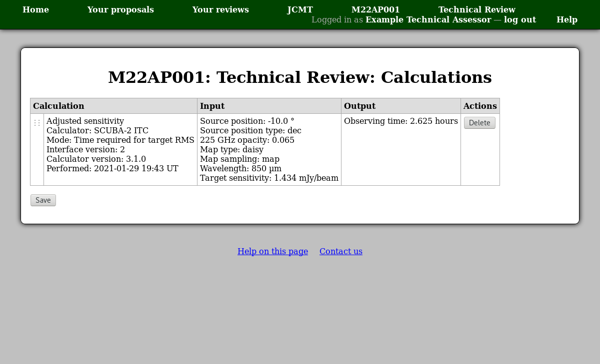 Home Your proposals Your reviews JCMT M22AP001 Technical Review
Logged in as Example Technical Assessor — log out Help
M22AP001: Technical Review: Calculations
Calculation Input Output Actions
Adjusted sensitivity
Calculator: SCUBA-2 ITC
Mode: Time required for target RMS
Interface version: 2
Calculator version: 3.1.0
Performed: 2021-01-29 19:43 UT
Source position: -10.0 °
Source position type: dec
225 GHz opacity: 0.065
Map type: daisy
Map sampling: map
Wavelength: 850 µm
Target sensitivity: 1.434 mJy/beam
Observing time: 2.625 hours
Delete
Save
Help on this page Contact us